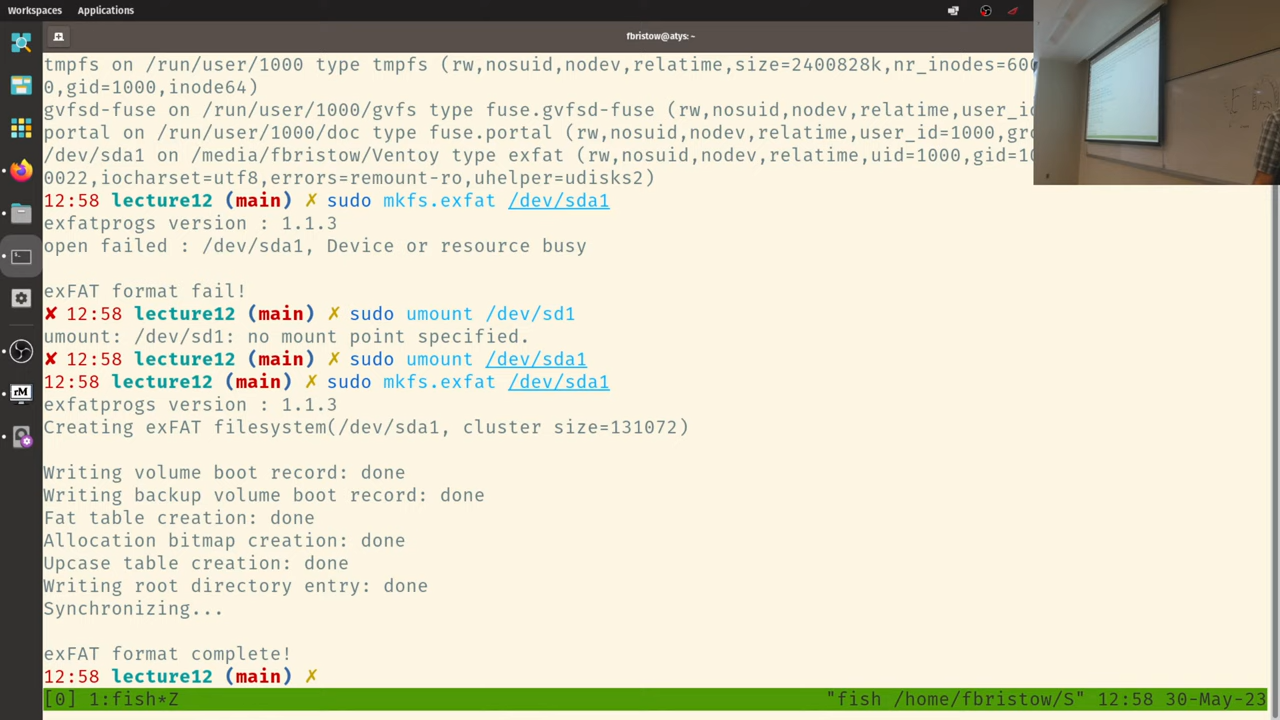 Workspaces Applications
fbristow@atys: ~
tmpfs on /run/user/1000 type tmpfs (rw,nosuid,nodev,relatime,size=2400828k,nr_inodes=600
0,gid=1000,inode64)
gvfsd-fuse on /run/user/1000/gvfs type fuse.gvfsd-fuse (rw,nosuid,nodev,relatime,user_id
portal on /run/user/1000/doc type fuse.portal (rw,nosuid,nodev,relatime,user_id=1000,gro
/dev/sda1 on /media/fbristow/Ventoy type exfat (rw,nosuid,nodev,relatime,uid=1000,gid=10
0022,iocharset=utf8,errors=remount-ro,uhelper=udisks2)
12:58 lecture12 (main) ✗ sudo mkfs.exfat /dev/sda1
exfatprogs version : 1.1.3
open failed : /dev/sda1, Device or resource busy
exFAT format fail!
✘ 12:58 lecture12 (main) ✗ sudo umount /dev/sd1
umount: /dev/sd1: no mount point specified.
✘ 12:58 lecture12 (main) ✗ sudo umount /dev/sda1
12:58 lecture12 (main) ✗ sudo mkfs.exfat /dev/sda1
exfatprogs version : 1.1.3
Creating exFAT filesystem(/dev/sda1, cluster size=131072)
Writing volume boot record: done
Writing backup volume boot record: done
Fat table creation: done
Allocation bitmap creation: done
Upcase table creation: done
Writing root directory entry: done
Synchronizing...
exFAT format complete!
12:58 lecture12 (main) ✗
[0] 1:fish*Z "fish /home/fbristow/S" 12:58 30-May-23
rM